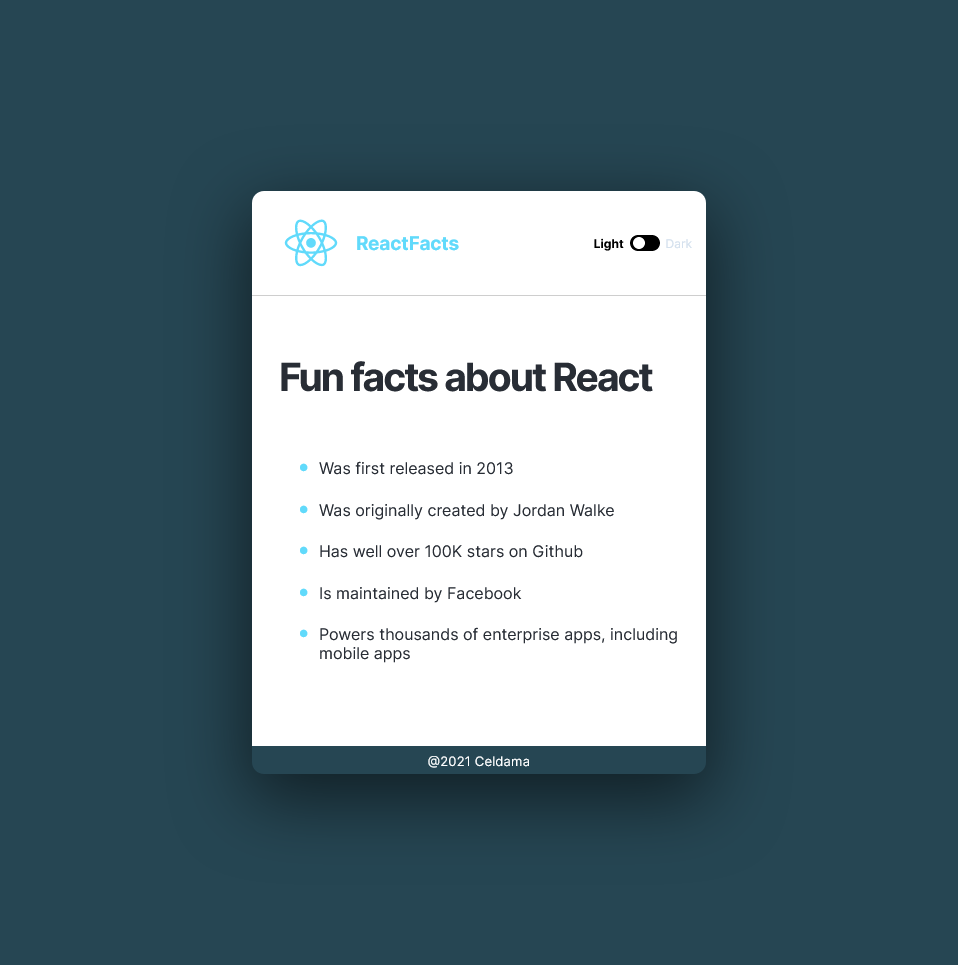 ReactFacts
Light Dark
Fun facts about React
Was first released in 2013
Was originally created by Jordan Walke
Has well over 100K stars on Github
Is maintained by Facebook
Powers thousands of enterprise apps, including
mobile apps
@2021 Celdama